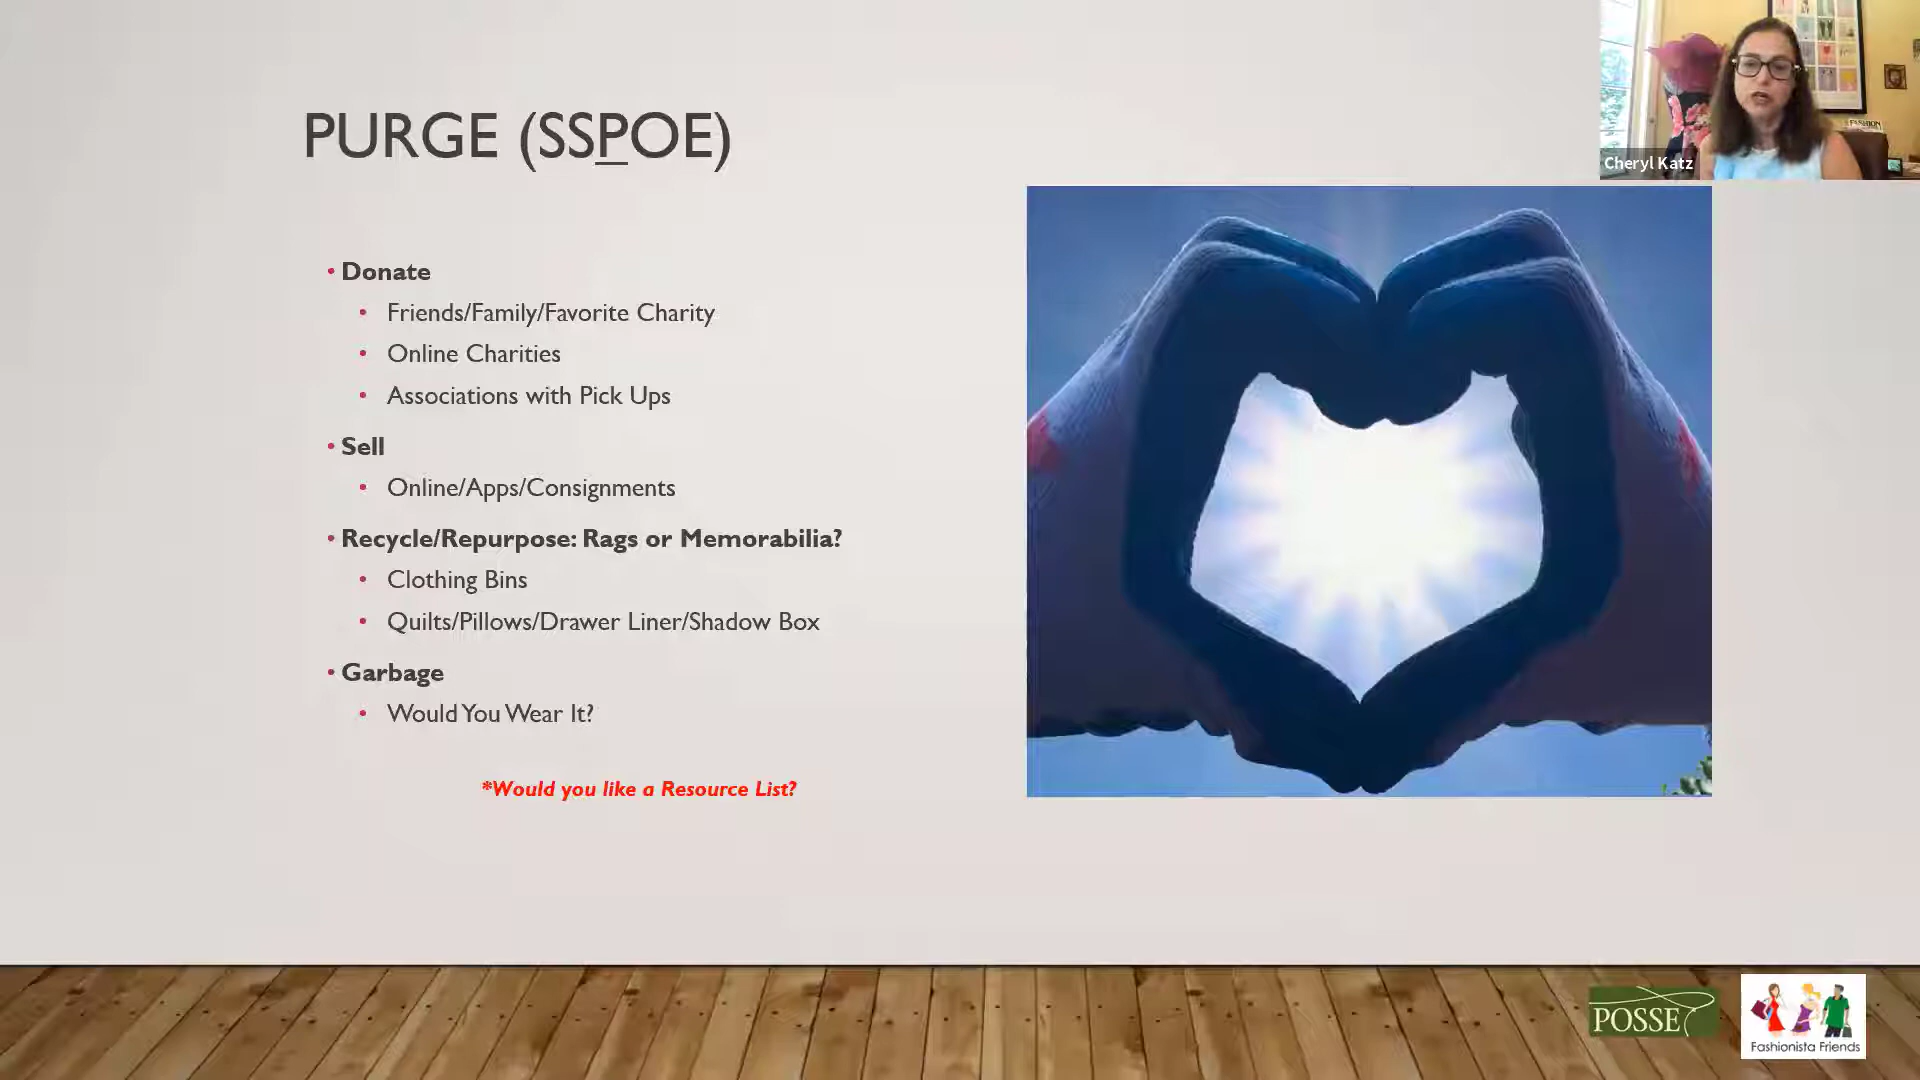 PURGE (SSPOE)
FASHION
Cheryl Katz
• Donate
• Friends/Family/Favorite Charity
• Online Charities
• Associations with Pick Ups
• Sell
• Online/Apps/Consignments
• Recycle/Repurpose: Rags or Memorabilia?
• Clothing Bins
• Quilts/Pillows/Drawer Liner/Shadow Box
• Garbage
• Would You Wear It?
*Would you like a Resource List?
POSSE
Fashionista Friends